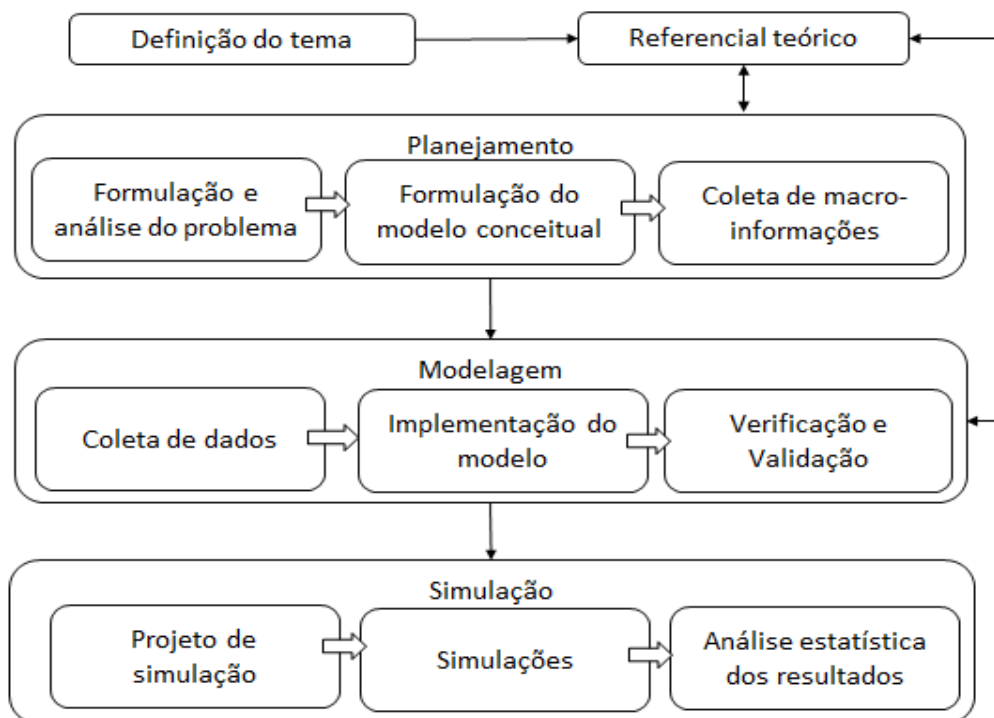 Definição do tema
Referencial teórico
Planejamento
Formulação e
análise do problema
Formulação do
modelo conceitual
Coleta de macro-
informações
Modelagem
Coleta de dados
Implementação do
modelo
Verificação e
Validação
Simulação
Projeto de
simulação
Simulações
Análise estatística
dos resultados